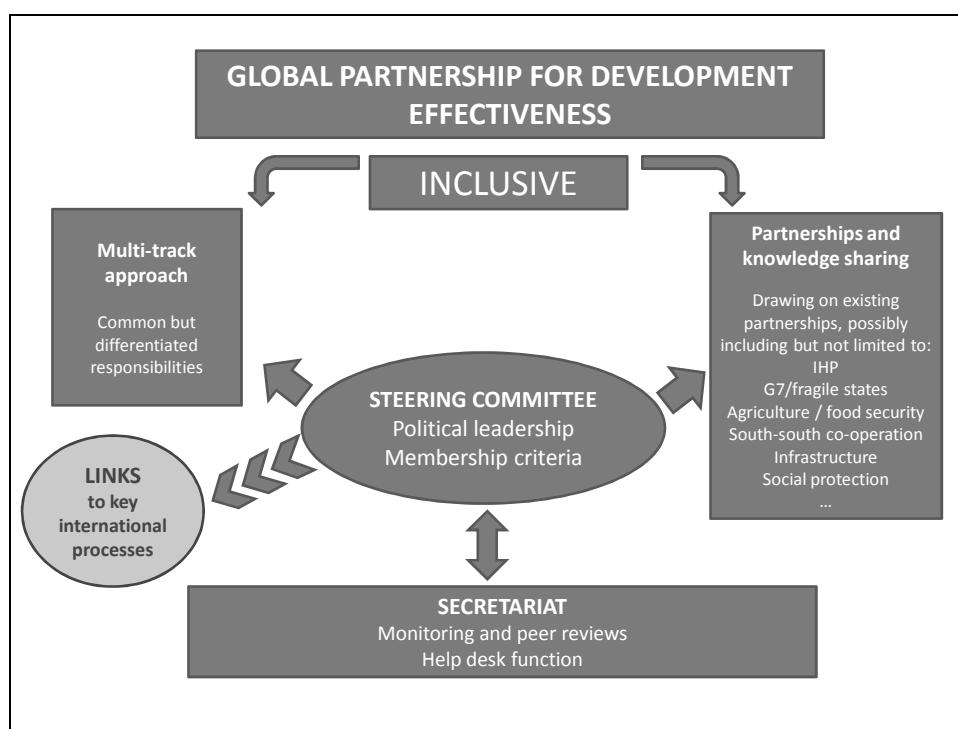 GLOBAL PARTNERSHIP FOR DEVELOPMENT
EFFECTIVENESS
INCLUSIVE
Multi-track
approach
Common but
differentiated
responsibilities
Partnerships and
knowledge sharing
Drawing on existing
partnerships, possibly
including but not limited to:
IHP
G7/fragile states
Agriculture / food security
South-south co-operation
Infrastructure
Social protection
...
STEERING COMMITTEE
Political leadership
Membership criteria
LINKS
to key
international
processes
SECRETARIAT
Monitoring and peer reviews
Help desk function